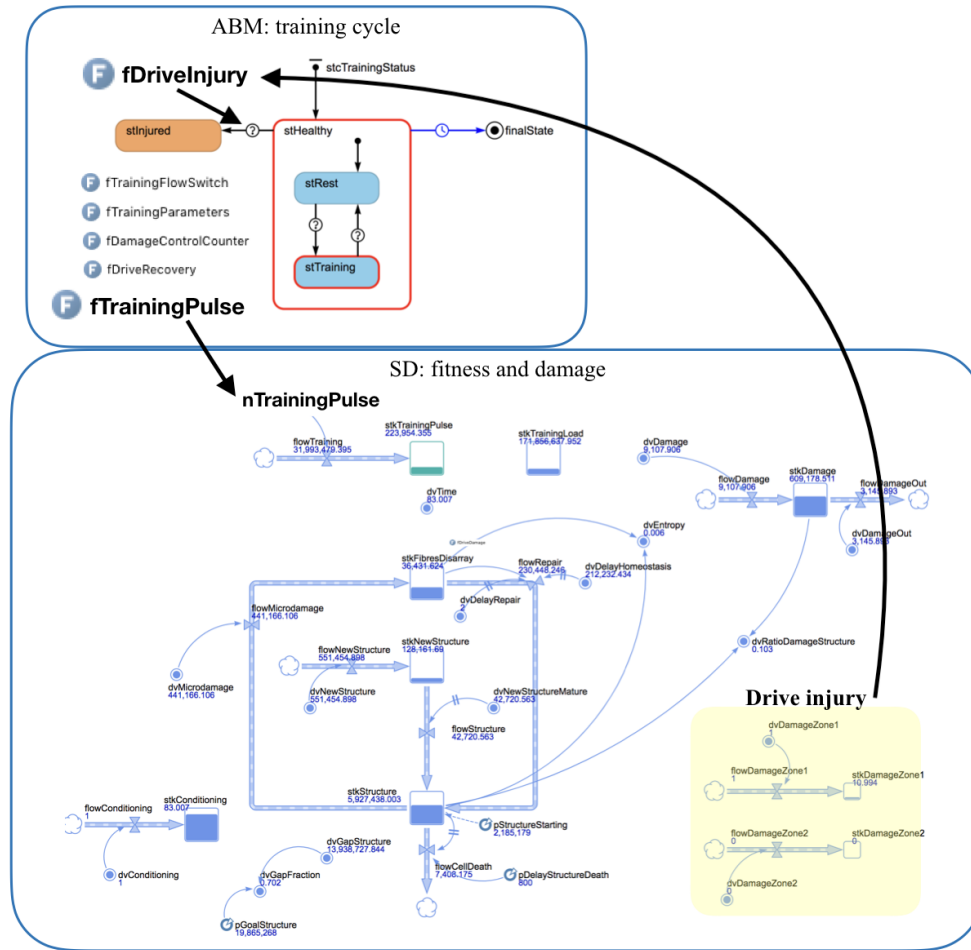 ABM: training cycle
F fDriveInjury
stcTrainingStatus
stInjured
?
stHealthy
finalState
stRest
F fTrainingFlowSwitch
F fTrainingParameters
? ?
F fDamageControlCounter
F fDriveRecovery
stTraining
F fTrainingPulse
SD: fitness and damage
nTrainingPulse
flowTraining
31,993,479.395
stkTrainingPulse
223,954.355
stkTrainingLoad
171,856,637.952
dvDamage
9,107.906
flowDamage
9,107.906
stkDamage
609,178.511
flowDamageOut
3,145.893
dvTime
83.007
dvEntropy
0.006
dvDamageOut
3,145.893
fDriveDamage
stkFibresDisarray
36,431.624
flowRepair
230,448.246
dvDelayHomeostasis
212,232.434
dvDelayRepair
2
flowMicrodamage
441,166.106
dvMicrodamage
441,166.106
flowNewStructure
551,454.898
stkNewStructure
128,161.69
dvNewStructure
551,454.898
dvNewStructureMature
42,720.563
flowStructure
42,720.563
dvRatioDamageStructure
0.103
Drive injury
dvDamageZone1
1
flowDamageZone1
1
stkDamageZone1
10.994
flowDamageZone2
0
stkDamageZone2
0
dvDamageZone2
0
stkStructure
5,927,438.003
pStructureStarting
2,185,179
flowConditioning
1
stkConditioning
83.007
dvConditioning
1
dvGapStructure
13,938,727.844
dvGapFraction
0.702
pGoalStructure
19,865,268
flowCellDeath
7,408.175
pDelayStructureDeath
800